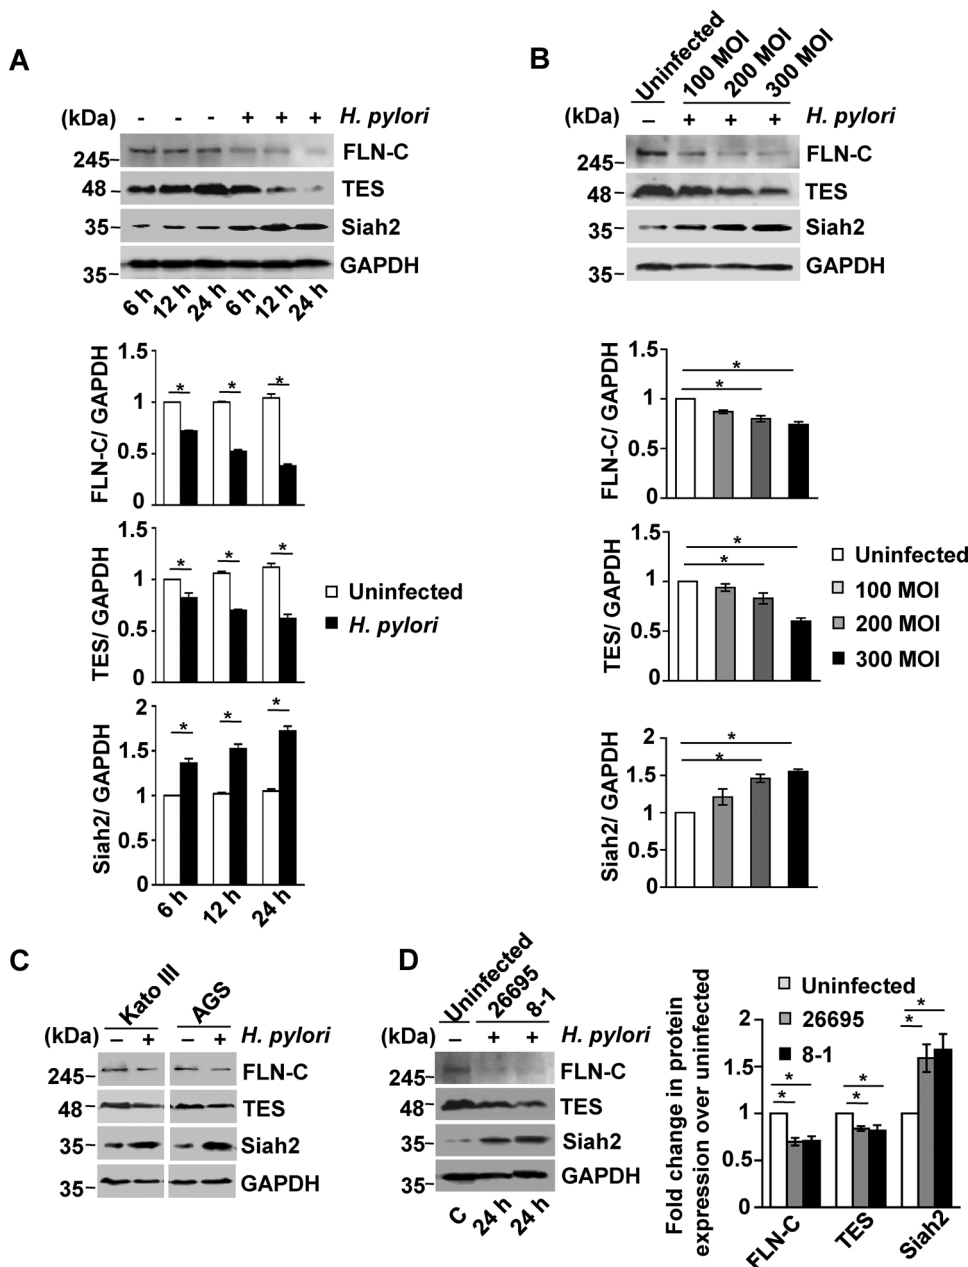 A
(kDa) - - - + + + H. pylori
245 FLN-C
48 TES
35 Siah2
35 GAPDH
6 h 12 h 24 h 6 h 12 h 24 h
FLN-C/ GAPDH
1.5
1
0.5
0
* * *
TES/ GAPDH
1.5
1
0.5
0
* * *
Uninfected
H. pylori
Siah2/ GAPDH
2
1.5
1
0.5
0
* * *
6 h 12 h 24 h
B
Uninfected 100 MOI 200 MOI 300 MOI
(kDa) – + + + H. pylori
245 FLN-C
48 TES
35 Siah2
35 GAPDH
FLN-C/ GAPDH
1.5
1
0.5
0
*
*
TES/ GAPDH
1.5
1
0.5
0
*
*
Uninfected
100 MOI
200 MOI
300 MOI
Siah2/ GAPDH
2
1.5
1
0.5
0
*
*
C
Kato III AGS
(kDa) – + – + H. pylori
245 FLN-C
48 TES
35 Siah2
35 GAPDH
D
Uninfected 26695 8-1
(kDa) – + + H. pylori
245 FLN-C
48 TES
35 Siah2
35 GAPDH
C 24 h 24 h
Fold change in protein
expression over uninfected
2
1.5
1
0.5
0
Uninfected
26695
8-1
* * *
* * *
FLN-C TES Siah2